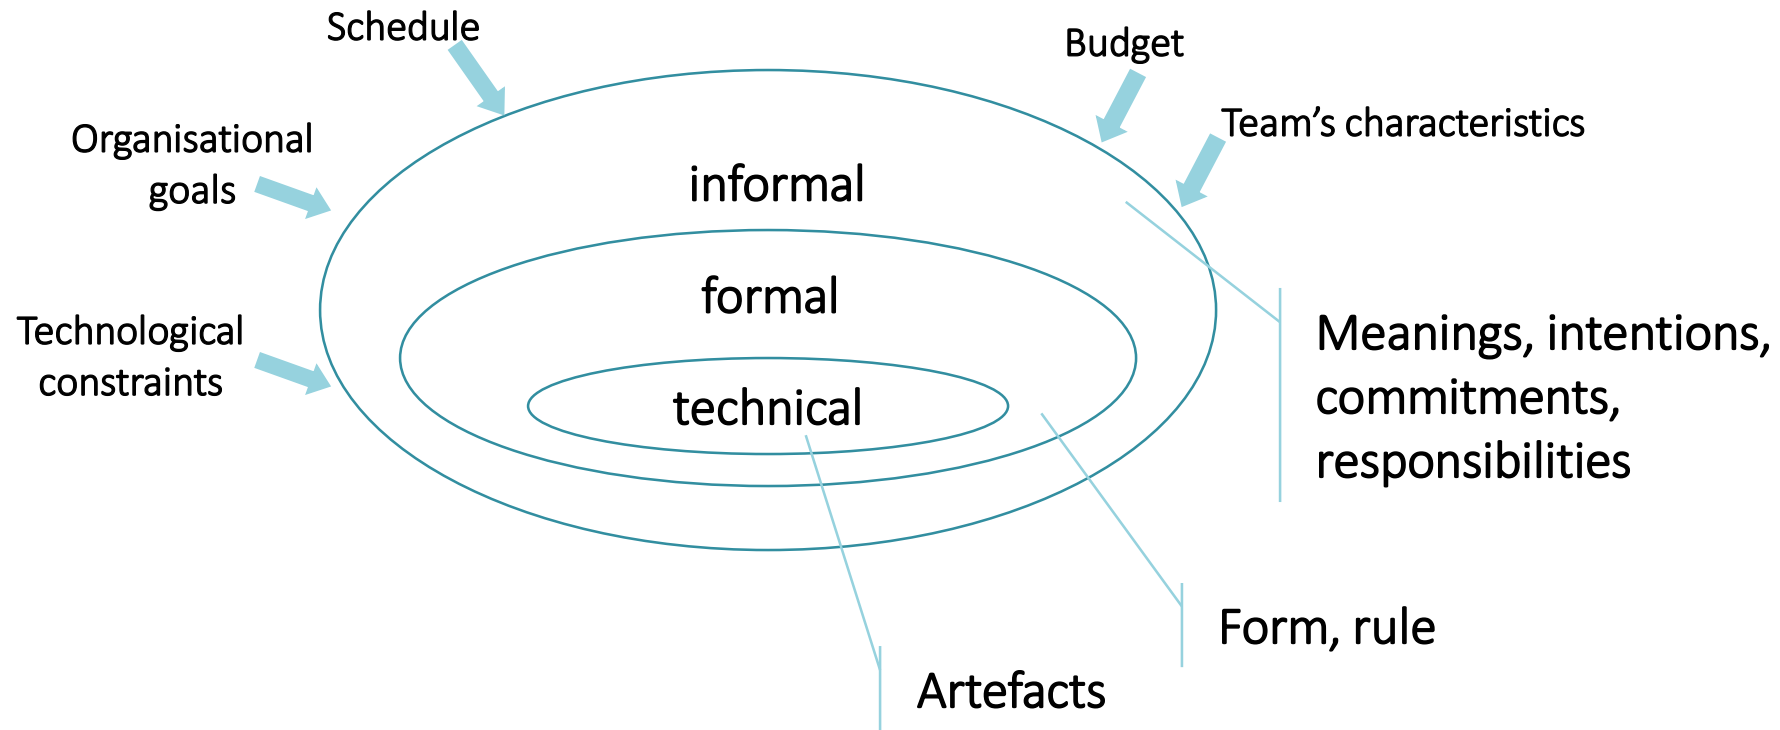 Schedule
Budget
Team’s characteristics
Organisational
goals
informal
formal
Technological
constraints
technical
Meanings, intentions,
commitments,
responsibilities
Form, rule
Artefacts